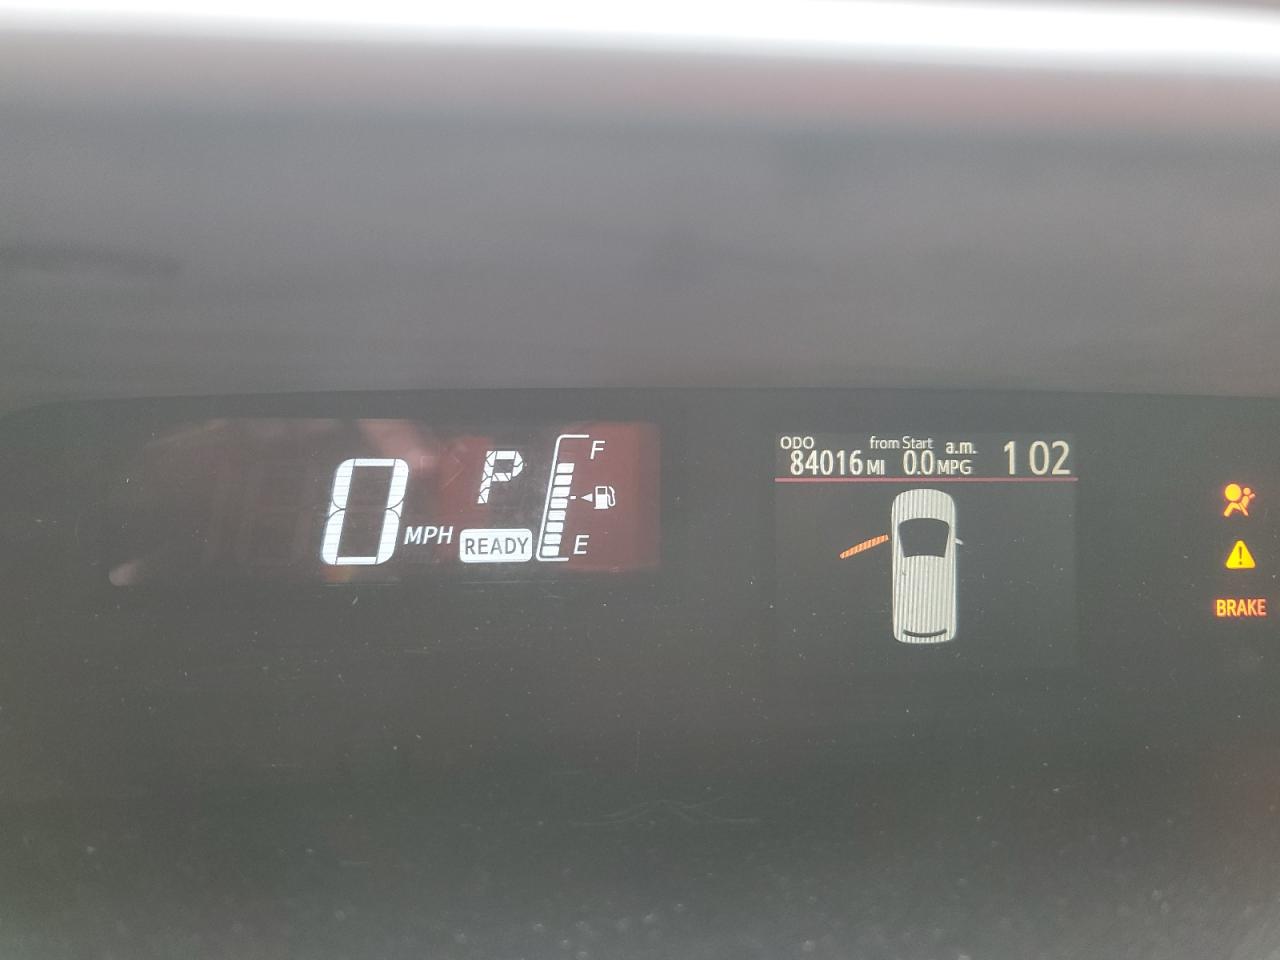 0 MPH
P
READY
F
E
ODO 84016 MI
from Start 0.0 MPG
a.m. 1 02
BRAKE